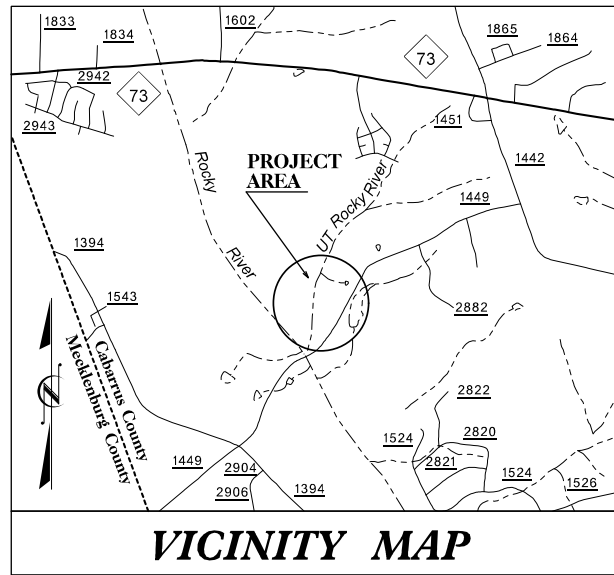 1833
1834
1602
1865
1864
2942
73
73
2943
1451
Rocky
River
PROJECT
AREA
UT Rocky River
1442
1449
1394
1543
2882
Cabarrus County
Mecklenburg County
N
2822
1524
2820
2821
1449
2904
2906
1394
1524
1526
VICINITY MAP